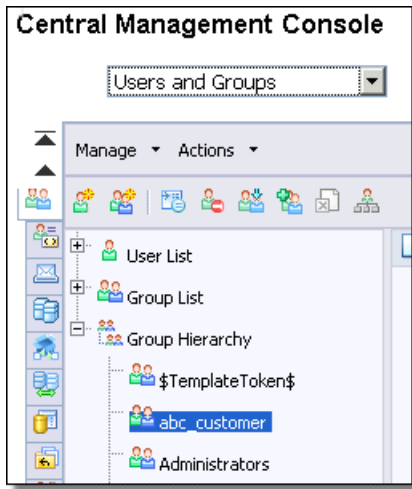 Central Management Console
Users and Groups
Manage Actions
User List
Group List
Group Hierarchy
$TemplateToken$
abc_customer
Administrators